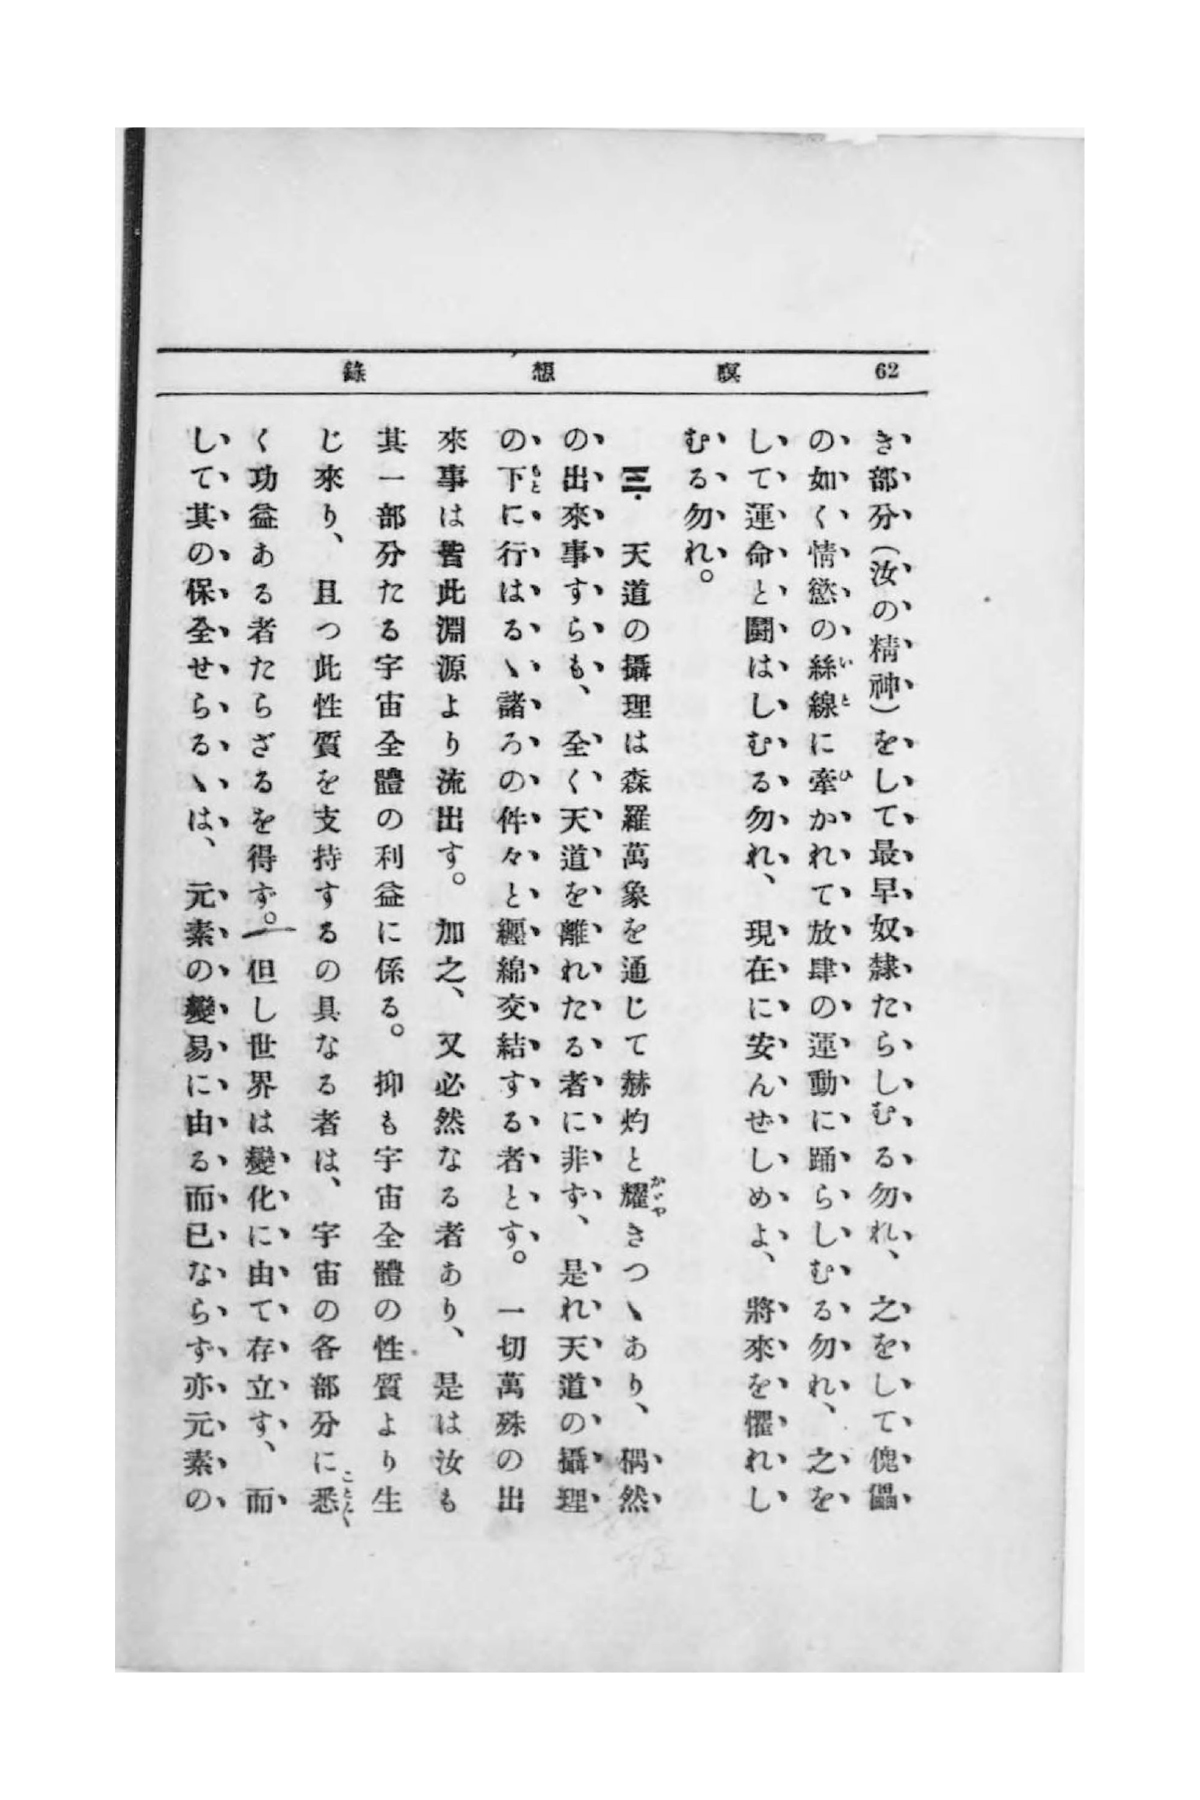 62 瞑想錄
き部分(汝の精神)をして最早奴隸たらしむる勿れ、之をして傀儡
の如く情慾の絲線に牽かれて放肆の運動に踊らしむる勿れ、之を
して運命と鬪はしむる勿れ、現在に安んぜしめよ、將來を懼れし
むる勿れ。
三.天道の攝理は森羅萬象を通じて赫灼と耀きつゝあり、偶然
の出來事すらも、全く天道を離れたる者に非ず、是れ天道の攝理
の下に行はるゝ諸ろの件々と纒綿交結する者とす。一切萬殊の出
來事は皆此淵源より流出す。加之、又必然なる者あり、是は汝も
其一部分たる宇宙全體の利益に係る。抑も宇宙全體の性質より生
じ來り、且つ此性質を支持するの具なる者は、宇宙の各部分に悉
く功益ある者たらざるを得ず。但し世界は變化に由て存立す、而
して其の保全せらるゝは、元素の變易に由る而已ならず亦元素の